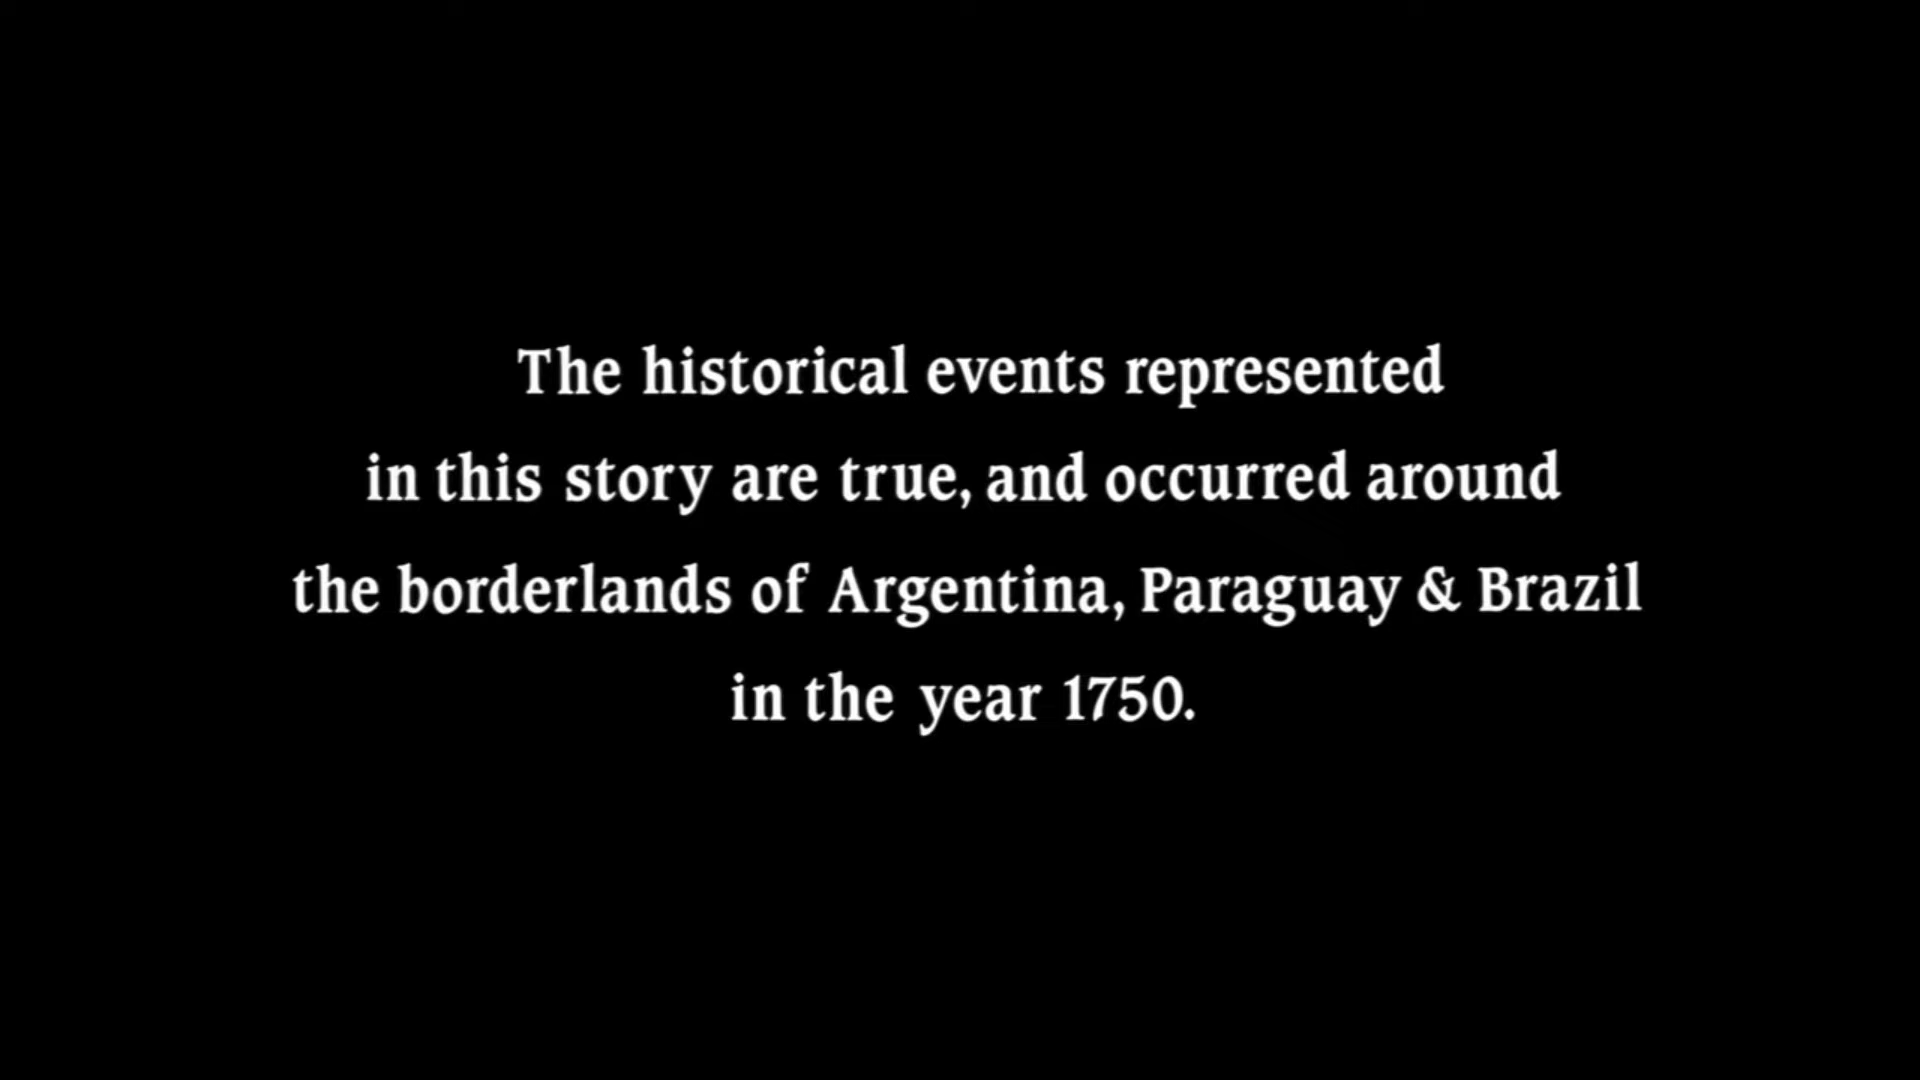 The historical events represented
in this story are true, and occurred around
the borderlands of Argentina, Paraguay & Brazil
in the year 1750.